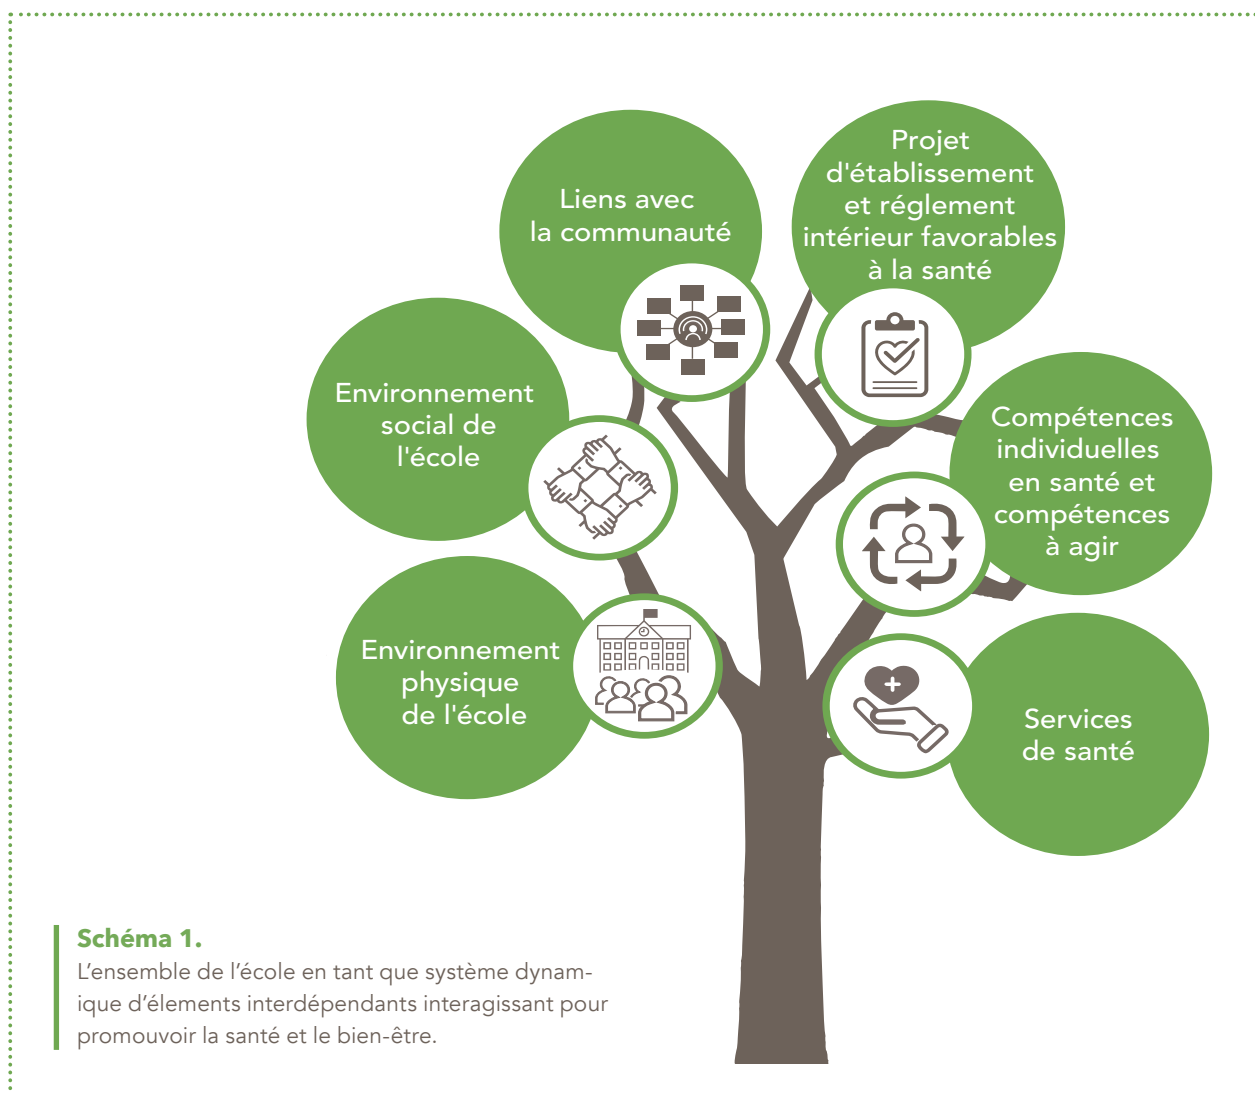 Liens avec
la communauté
Projet
d'établissement
et réglement
intérieur favorables
à la santé
Environnement
social de
l'école
Compétences
individuelles
en santé et
compétences
à agir
Environnement
physique
de l'école
Services
de santé
Schéma 1.
L’ensemble de l’école en tant que système dynam-
ique d’élements interdépendants interagissant pour
promouvoir la santé et le bien-être.